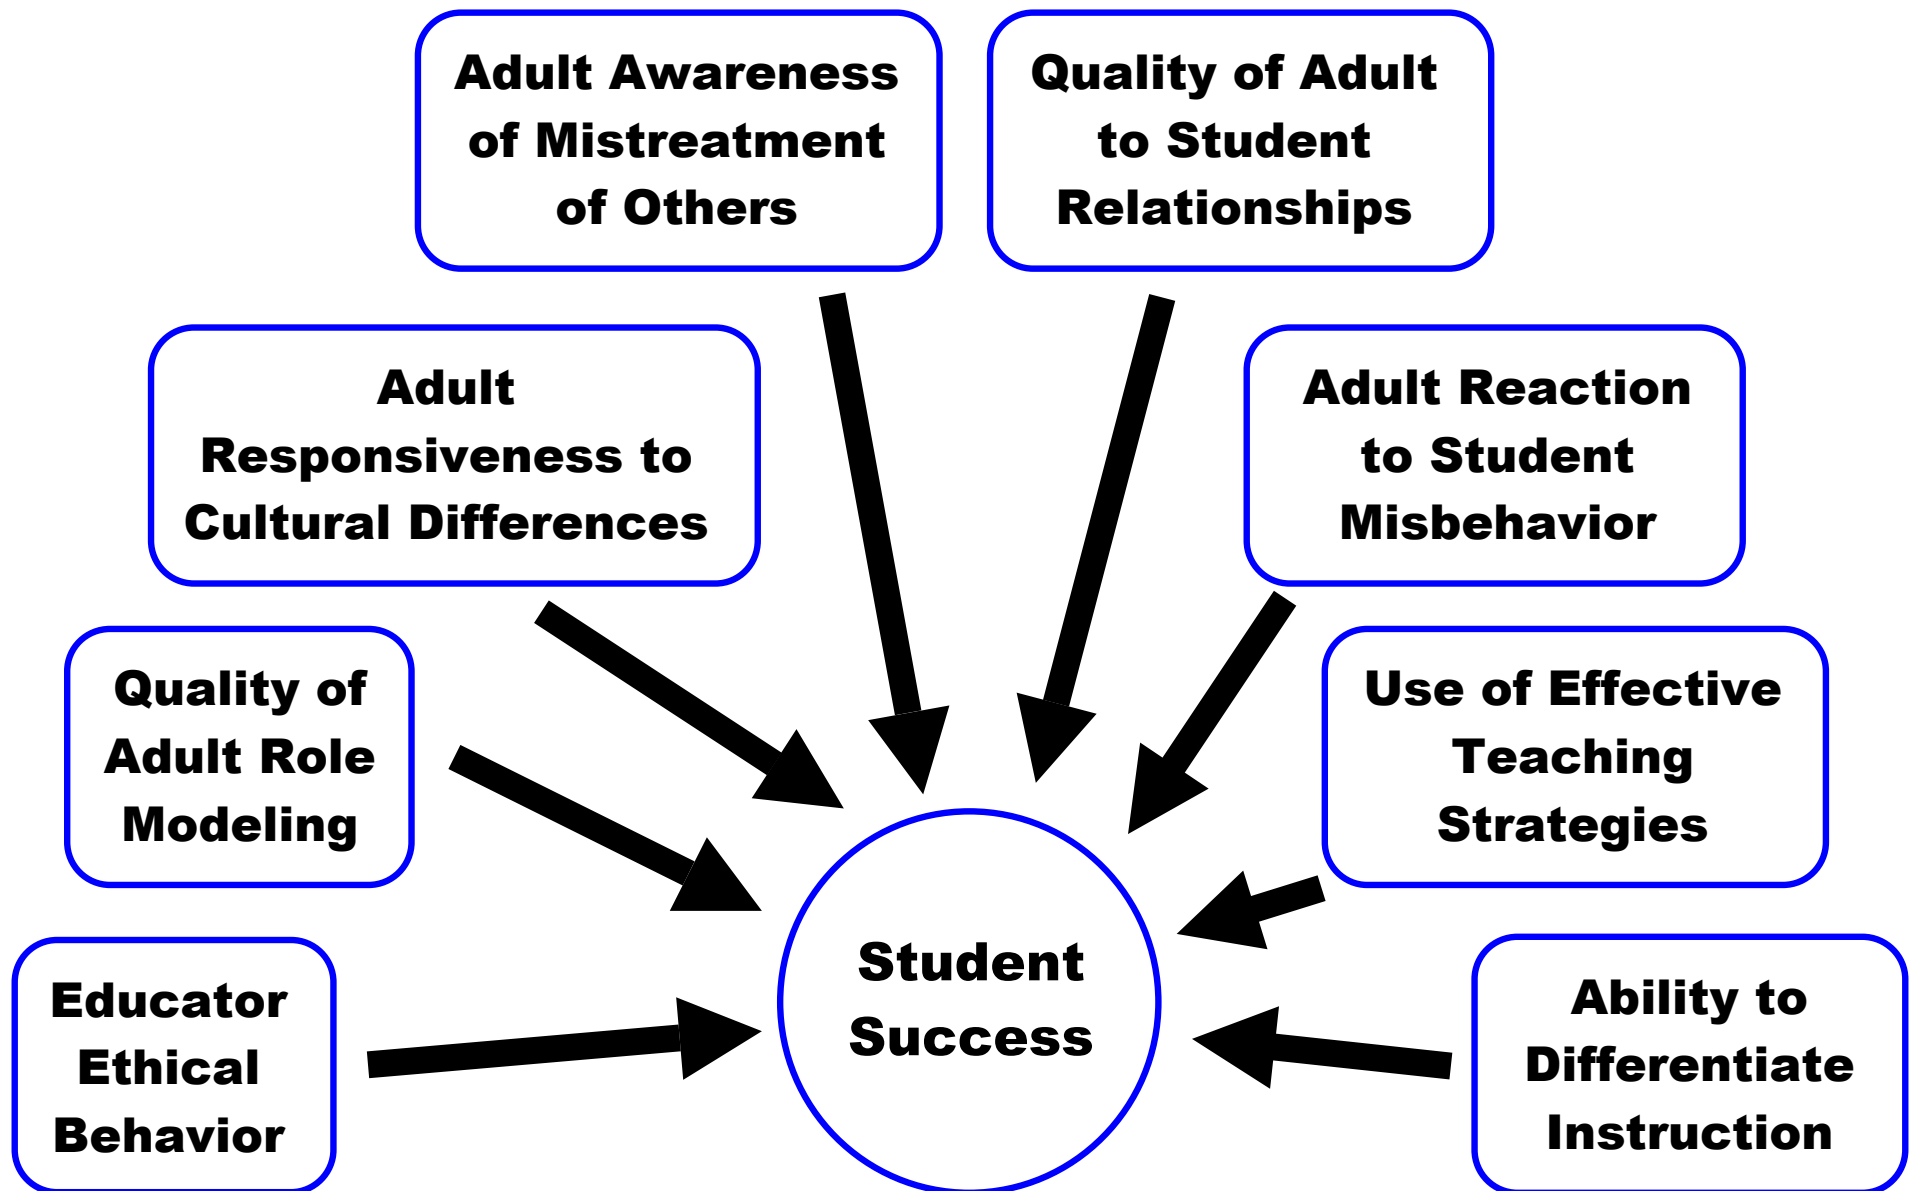 Adult Awareness
of Mistreatment
of Others
Quality of Adult
to Student
Relationships
Adult
Responsiveness to
Cultural Differences
Adult Reaction
to Student
Misbehavior
Quality of
Adult Role
Modeling
Use of Effective
Teaching
Strategies
Educator
Ethical
Behavior
Student
Success
Ability to
Differentiate
Instruction